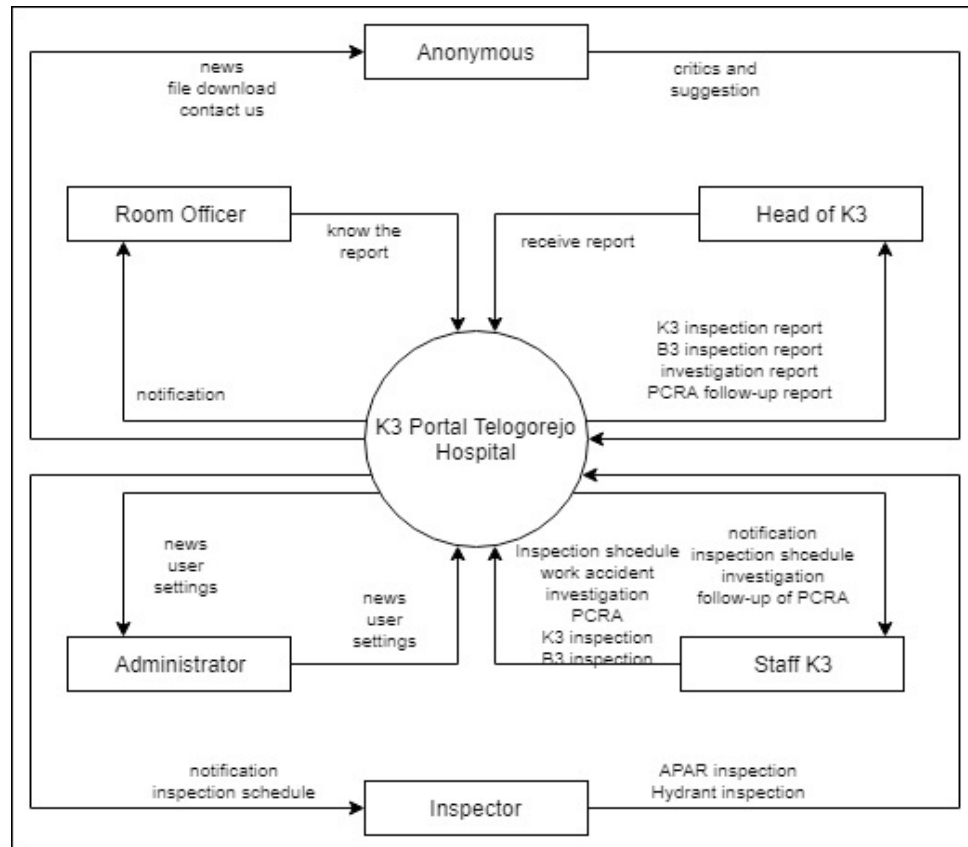 Anonymous
news
file download
contact us
critics and
suggestion
Room Officer
know the
report
Head of K3
receive report
K3 inspection report
B3 inspection report
investigation report
PCRA follow-up report
notification
K3 Portal Telogorejo
Hospital
news
user
settings
news
user
settings
Inspection shcedule
work accident
investigation
PCRA
K3 inspection
B3 inspection
notification
inspection shcedule
investigation
follow-up of PCRA
Administrator
Staff K3
notification
inspection schedule
Inspector
APAR inspection
Hydrant inspection